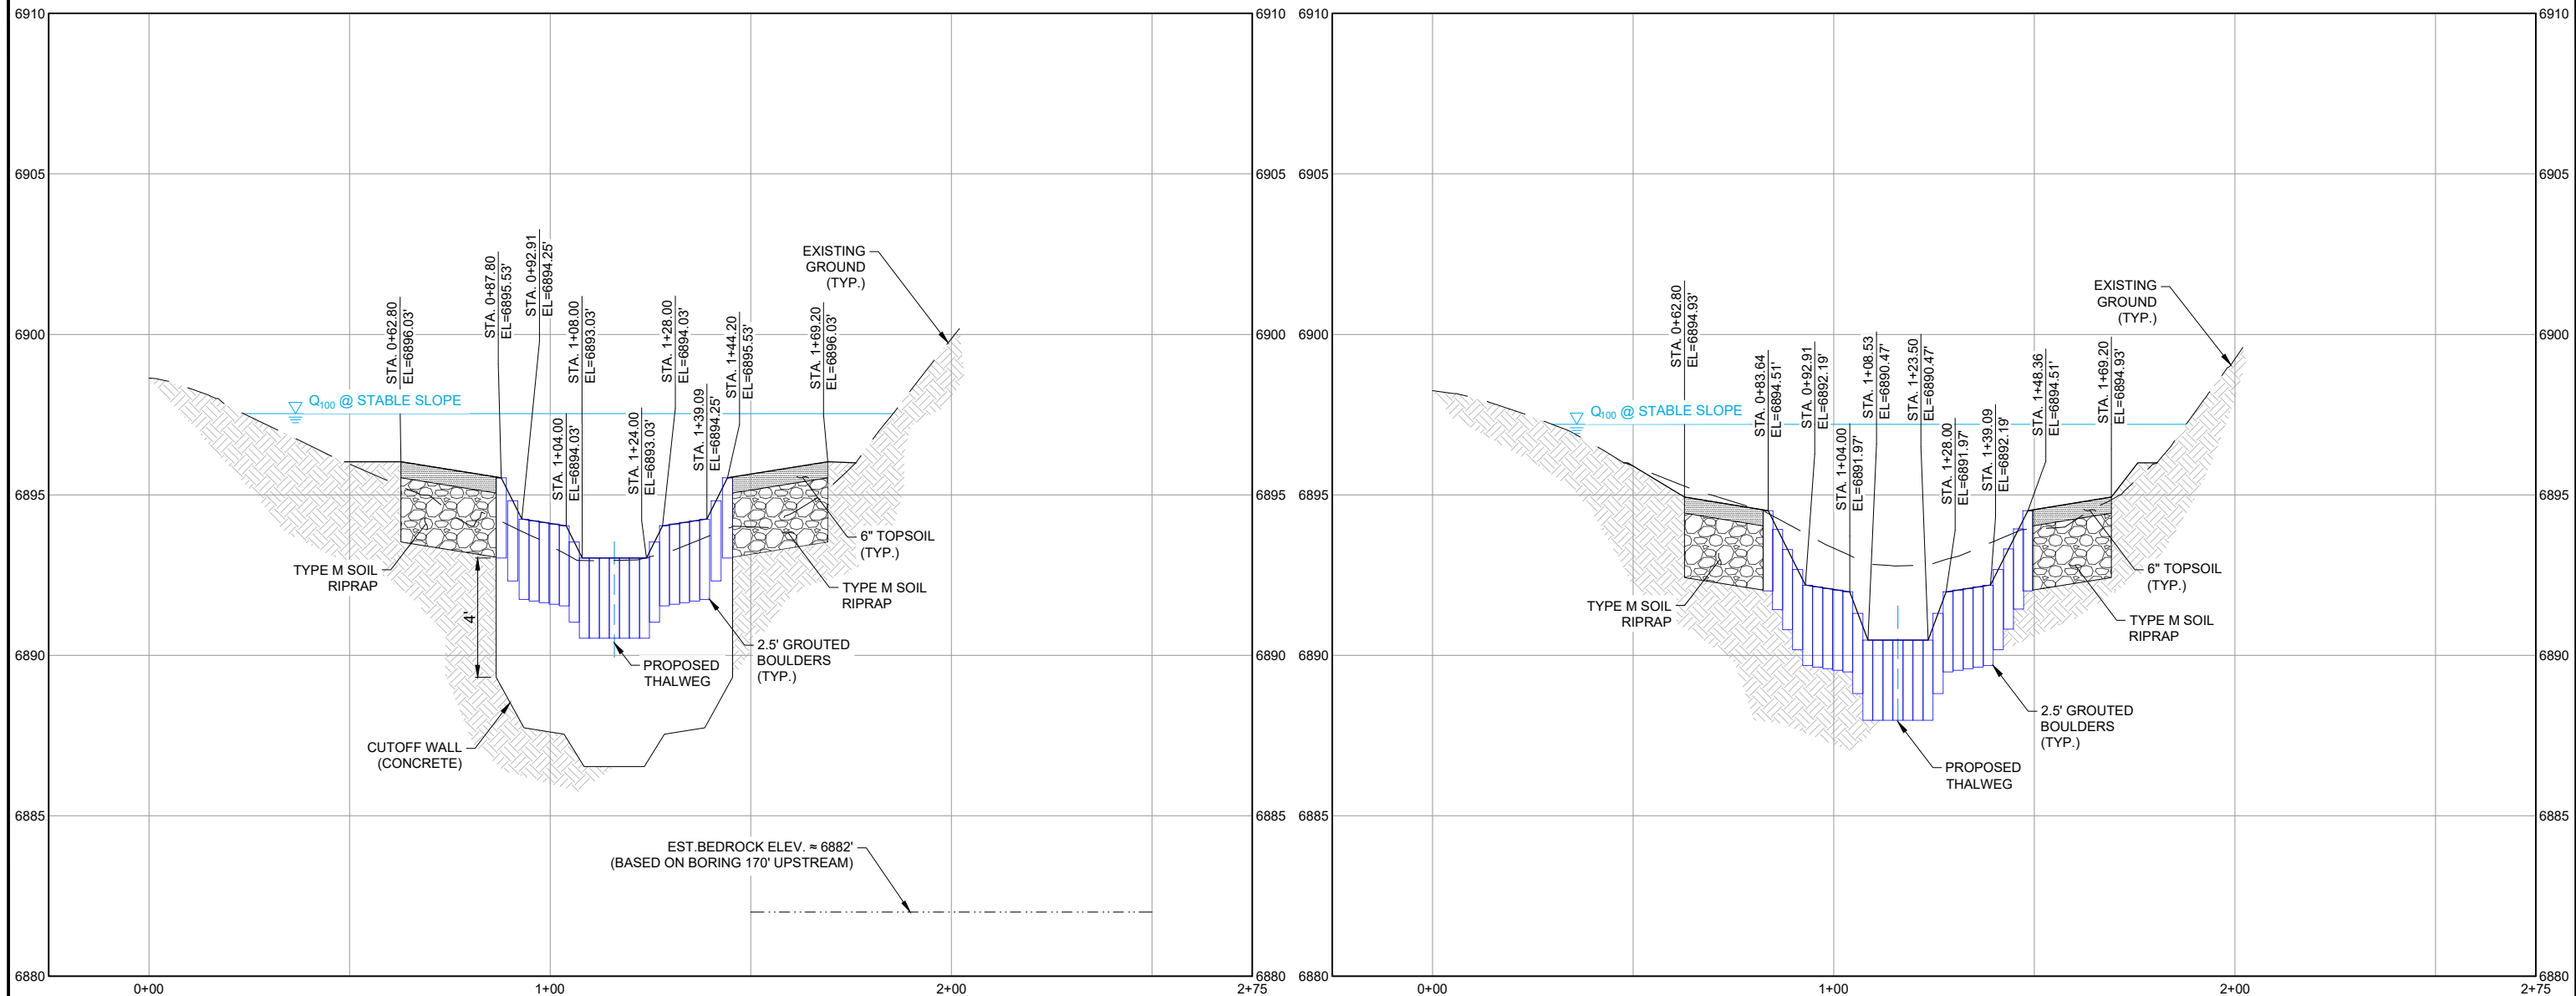 6910
6905
6900
6895
6890
6885
6880
0+00
1+00
2+00
2+75
6910
6905
6900
6895
6890
6885
6880
STA. 0+62.80
EL=6896.03'
STA. 0+87.80
EL=6895.53'
STA. 0+92.91
EL=6894.25'
STA. 1+04.00
EL=6894.03'
STA. 1+08.00
EL=6893.03'
STA. 1+24.00
EL=6893.03'
STA. 1+28.00
EL=6894.03'
STA. 1+39.09
EL=6894.25'
STA. 1+44.20
EL=6895.53'
STA. 1+69.20
EL=6896.03'
EXISTING
GROUND
(TYP.)
Q100 @ STABLE SLOPE
TYPE M SOIL
RIPRAP
4'
6" TOPSOIL
(TYP.)
TYPE M SOIL
RIPRAP
2.5' GROUTED
BOULDERS
(TYP.)
PROPOSED
THALWEG
CUTOFF WALL
(CONCRETE)
EST.BEDROCK ELEV. ≈ 6882'
(BASED ON BORING 170' UPSTREAM)
6910
6905
6900
6895
6890
6885
6880
0+00
1+00
2+00
2+75
6910
6905
6900
6895
6890
6885
6880
STA. 0+62.80
EL=6894.93'
STA. 0+83.64
EL=6894.51'
STA. 0+92.91
EL=6892.19'
STA. 1+04.00
EL=6891.97'
STA. 1+08.53
EL=6890.47'
STA. 1+23.50
EL=6890.47'
STA. 1+28.00
EL=6891.97'
STA. 1+39.09
EL=6892.19'
STA. 1+48.36
EL=6894.51'
STA. 1+69.20
EL=6894.93'
EXISTING
GROUND
(TYP.)
Q100 @ STABLE SLOPE
TYPE M SOIL
RIPRAP
6" TOPSOIL
(TYP.)
TYPE M SOIL
RIPRAP
2.5' GROUTED
BOULDERS
(TYP.)
PROPOSED
THALWEG